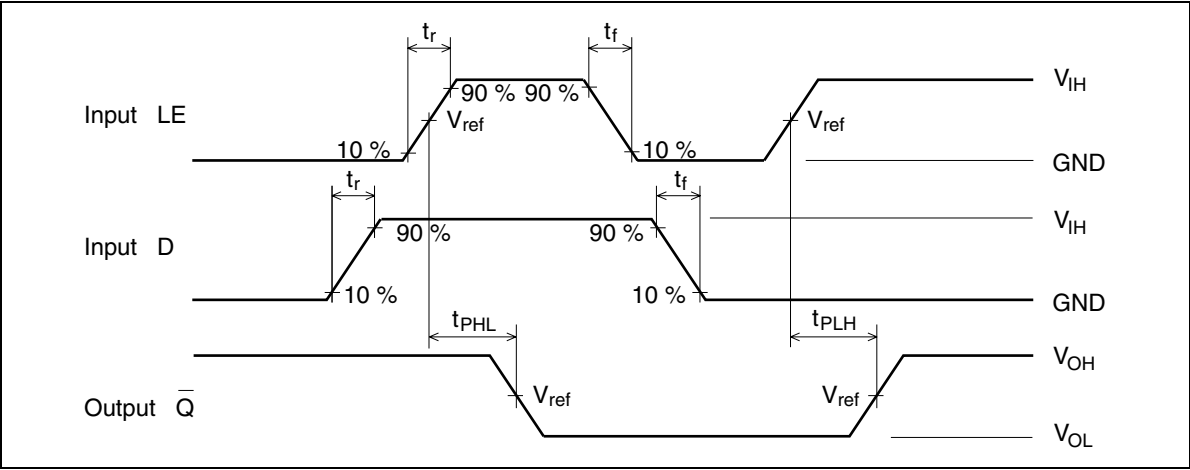 tr tf
Input LE 90 % 90 % Vref Vref VIH
10 % 10 % GND
tr tf
Input D 90 % 90 % VIH
10 % 10 % GND
tPHL tPLH
Output Q̅ Vref Vref VOH
VOL